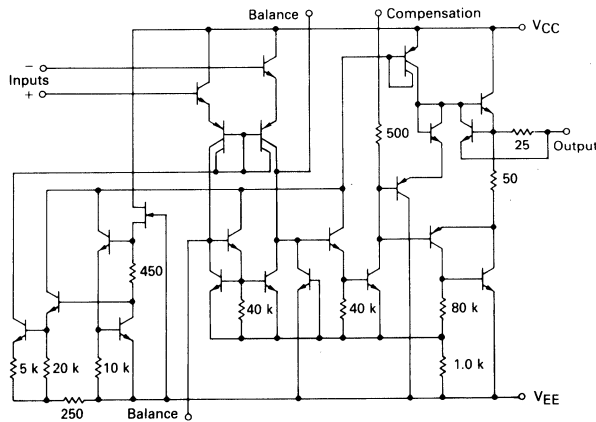 Balance
Compensation
VCC
−
Inputs
+
500
25
Output
50
450
40 k
40 k
80 k
5 k
20 k
10 k
1.0 k
250
Balance
VEE